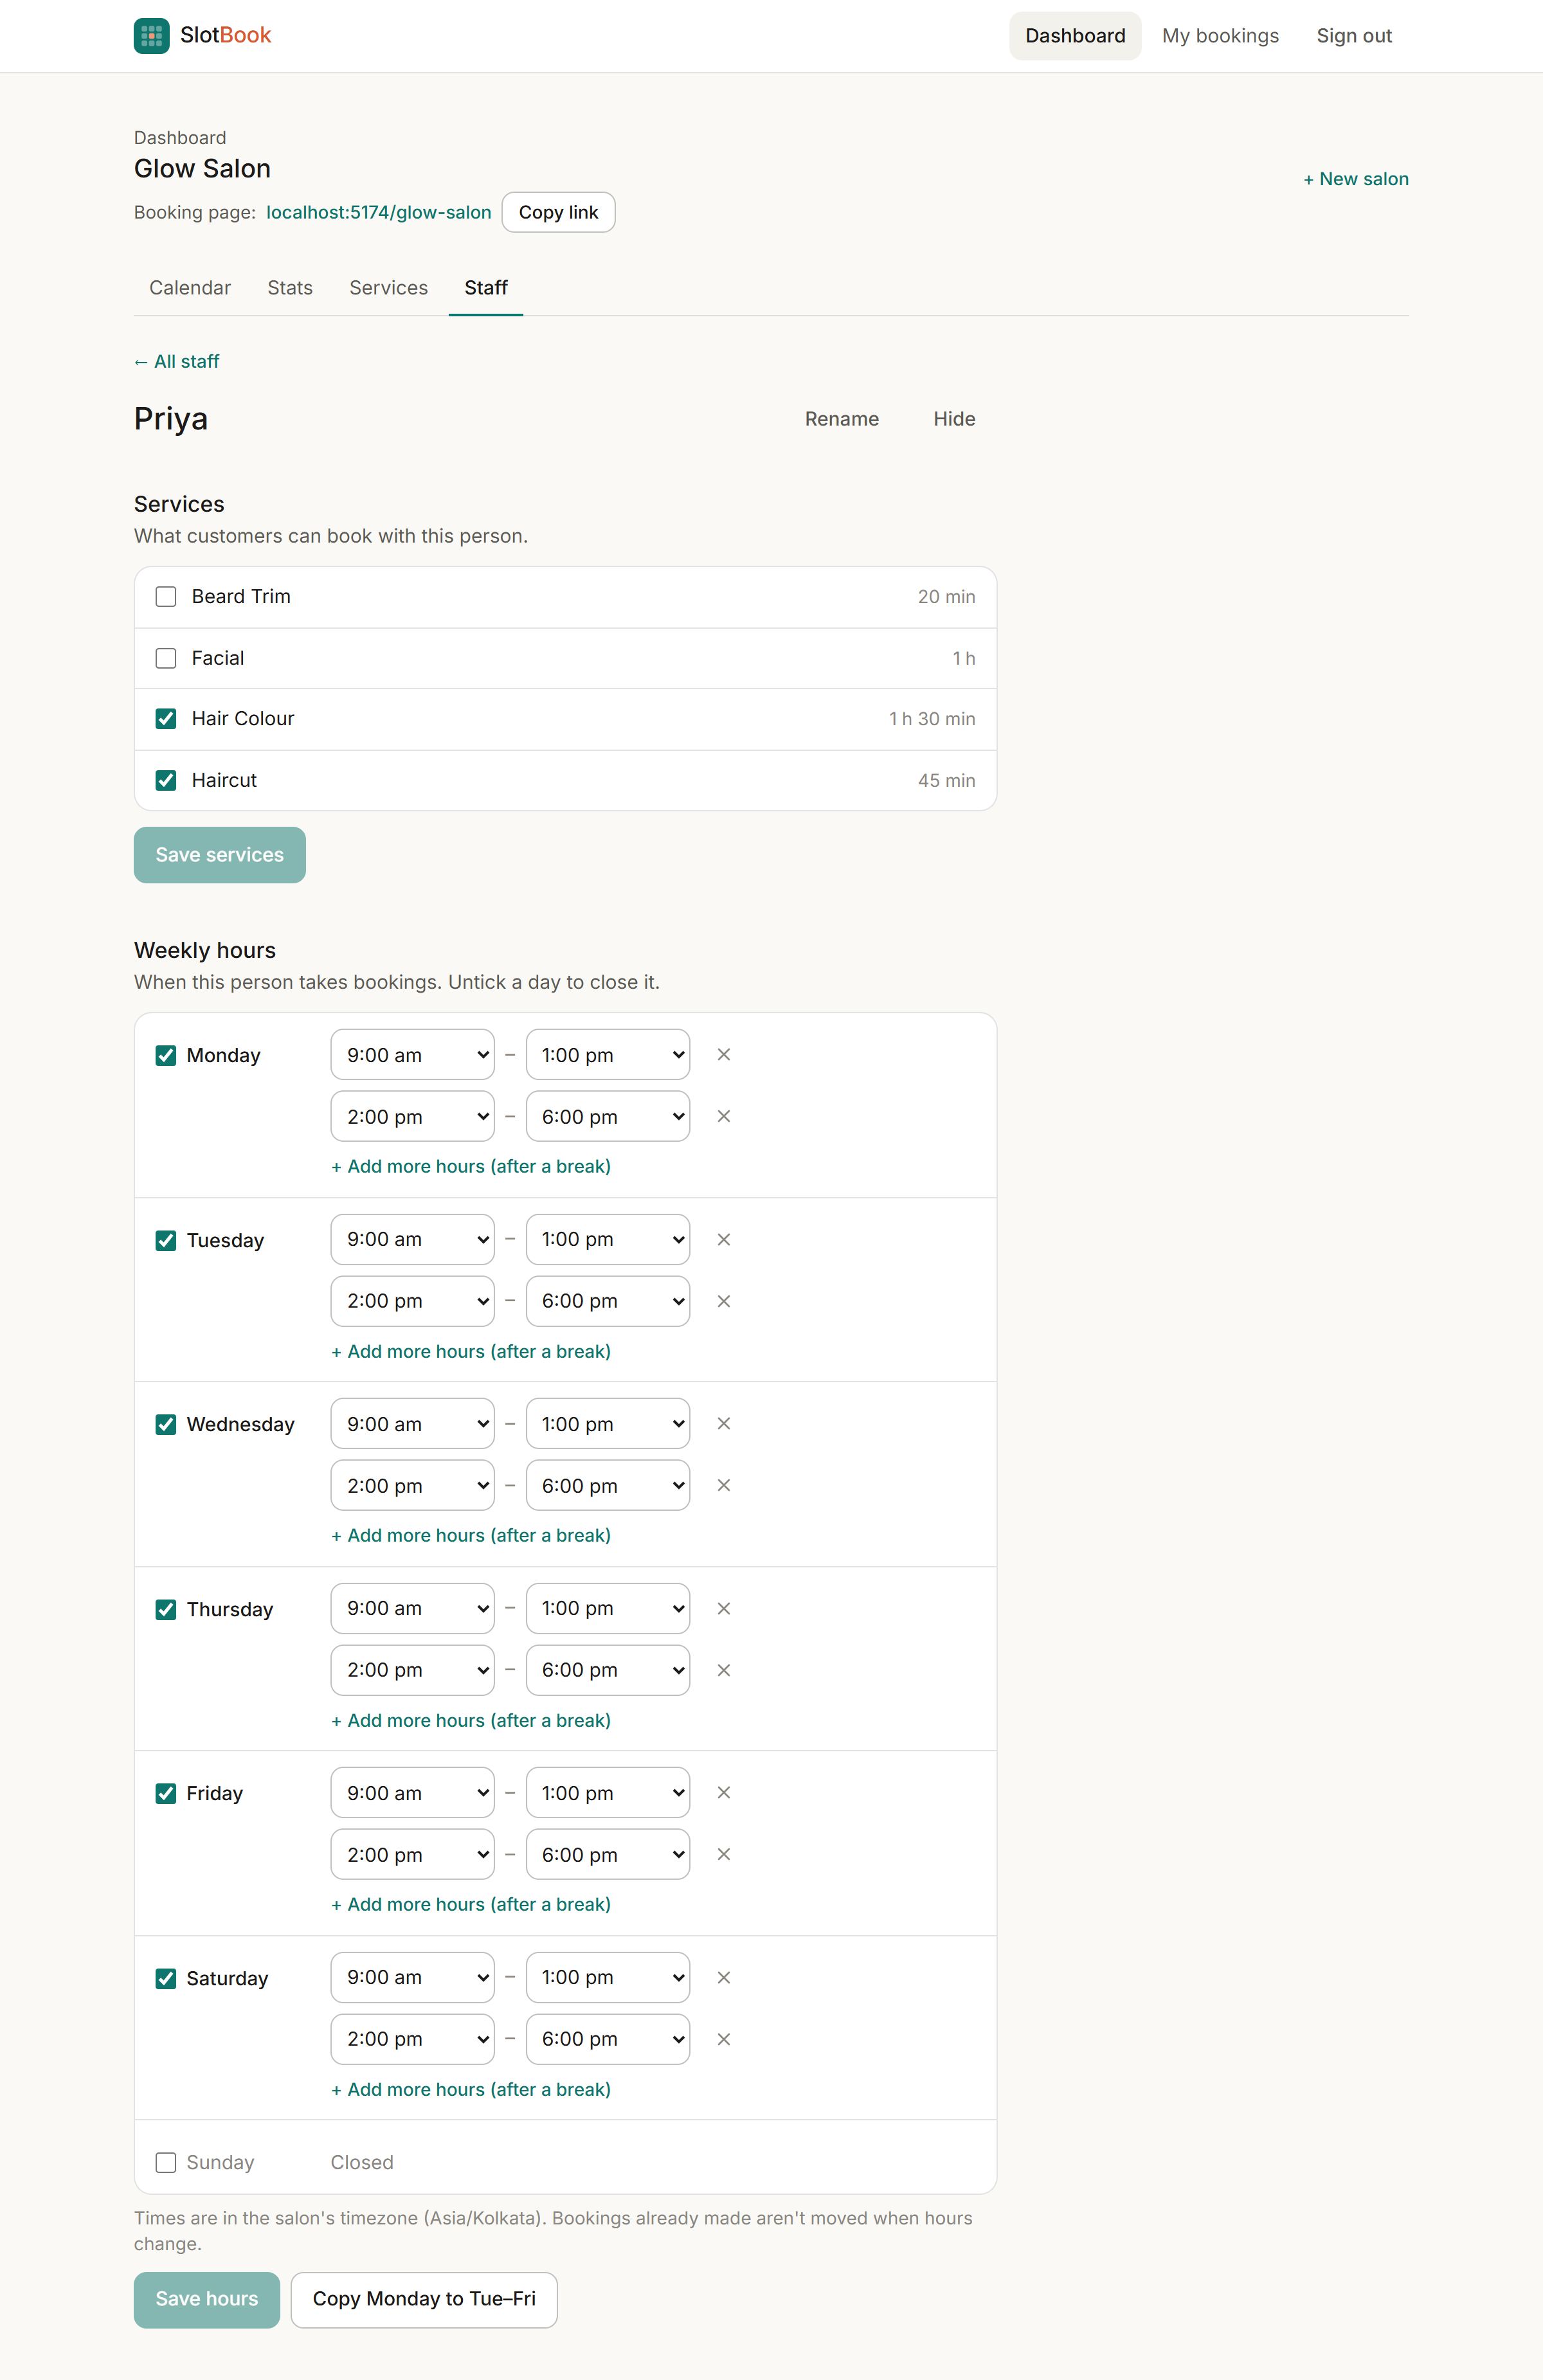 SlotBook
Dashboard My bookings Sign out
Dashboard
Glow Salon
+ New salon
Booking page: localhost:5174/glow-salon Copy link
Calendar Stats Services Staff
← All staff
Priya Rename Hide
Services
What customers can book with this person.
Beard Trim 20 min
Facial 1 h
Hair Colour 1 h 30 min
Haircut 45 min
Save services
Weekly hours
When this person takes bookings. Untick a day to close it.
Monday 9:00 am – 1:00 pm ×
2:00 pm – 6:00 pm ×
+ Add more hours (after a break)
Tuesday 9:00 am – 1:00 pm ×
2:00 pm – 6:00 pm ×
+ Add more hours (after a break)
Wednesday 9:00 am – 1:00 pm ×
2:00 pm – 6:00 pm ×
+ Add more hours (after a break)
Thursday 9:00 am – 1:00 pm ×
2:00 pm – 6:00 pm ×
+ Add more hours (after a break)
Friday 9:00 am – 1:00 pm ×
2:00 pm – 6:00 pm ×
+ Add more hours (after a break)
Saturday 9:00 am – 1:00 pm ×
2:00 pm – 6:00 pm ×
+ Add more hours (after a break)
Sunday Closed
Times are in the salon's timezone (Asia/Kolkata). Bookings already made aren't moved when hours
change.
Save hours Copy Monday to Tue–Fri